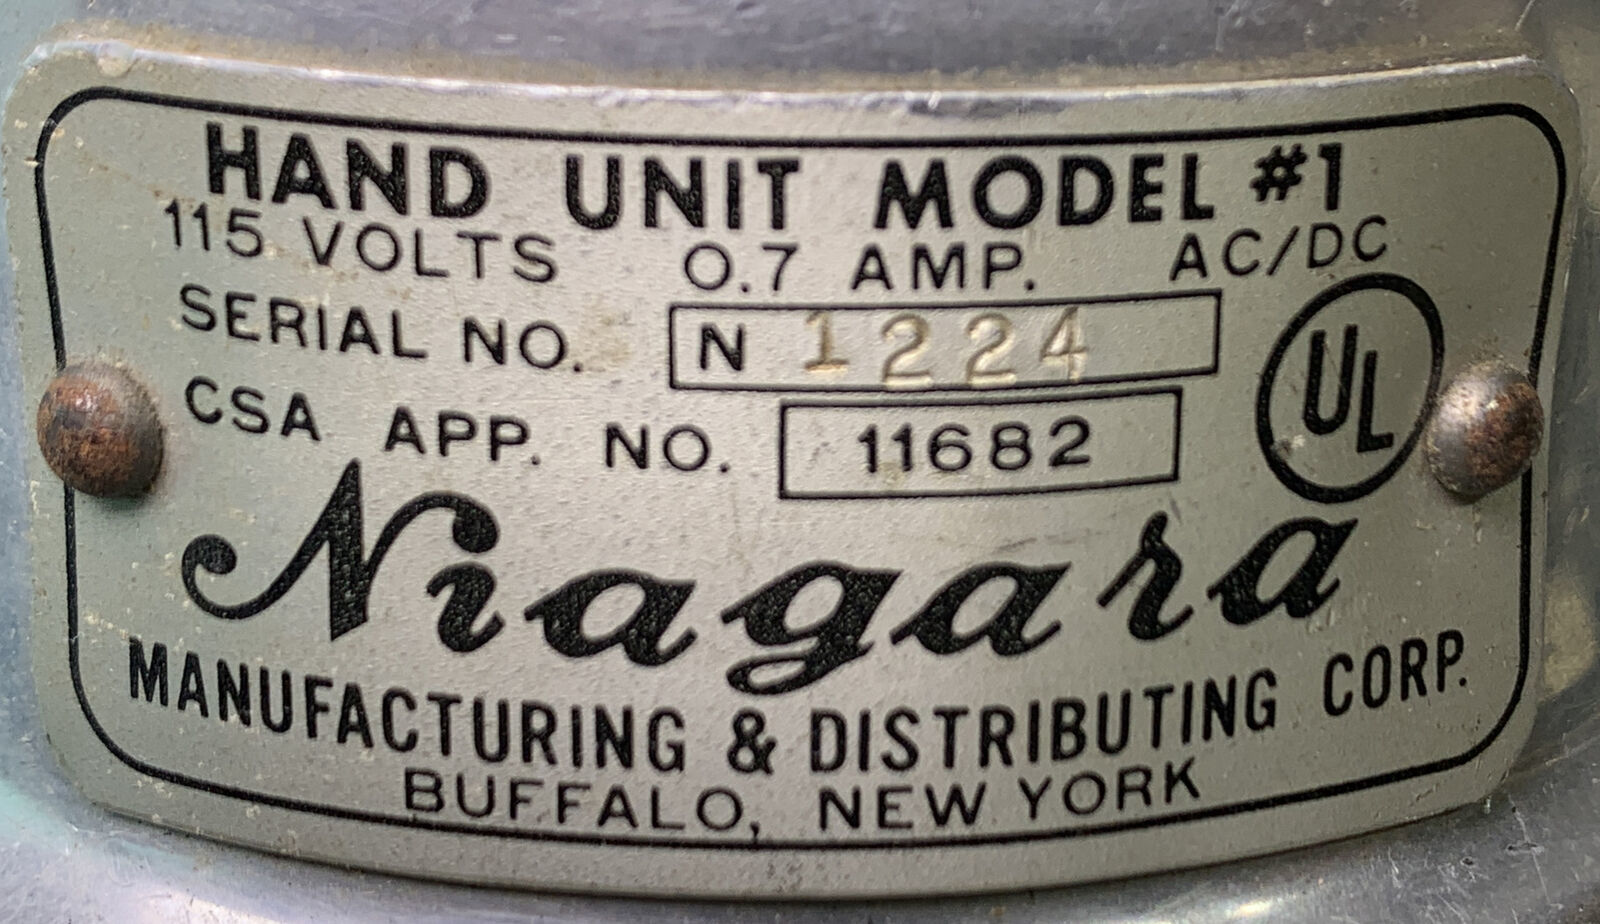 HAND UNIT MODEL #1
115 VOLTS 0.7 AMP. AC/DC
SERIAL NO. N 1224
CSA APP. NO. 11682
UL
Niagara
MANUFACTURING & DISTRIBUTING CORP.
BUFFALO, NEW YORK